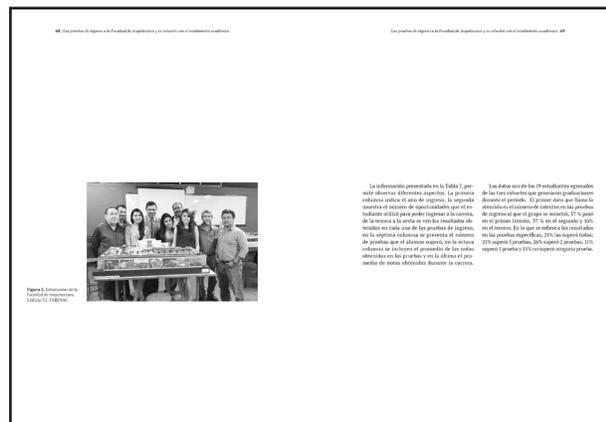 68 | Las pruebas de ingreso a la Facultad de Arquitectura y su relación con el rendimiento académico
Figura 3. Estudiantes de la
Facultad de Arquitectura,
Edificio T2, FARUSAC.
Las pruebas de ingreso a la Facultad de Arquitectura y su relación con el rendimiento académico | 69
La información presentada en la Tabla 7, per-
mite observar diferentes aspectos. La primera
columna indica el año de ingreso, la segunda
muestra el número de oportunidades que el es-
tudiante utilizó para poder ingresar a la carrera,
de la tercera a la sexta se ven los resultados ob-
tenidos en cada una de las pruebas de ingreso,
en la séptima columna se presenta el número
de pruebas que el alumno superó, en la octava
columna se incluyen el promedio de las notas
obtenidas en las pruebas y en la última el pro-
medio de notas obtenidas durante la carrera.
Los datos son de los 19 estudiantes egresados
de las tres cohortes que generaron graduaciones
durante el período. El primer dato que llama la
atención es el número de intentos en las pruebas
de ingreso al que el grupo se sometió, 57 % pasó
en el primer intento, en el segundo y 16%
en el tercero. En lo que se refiere a los resultados
en las pruebas específicas, 21% las superó todas;
21% superó 3 pruebas, 26% superó 2 pruebas, 11%
superó 1 prueba y no superó ninguna prueba.